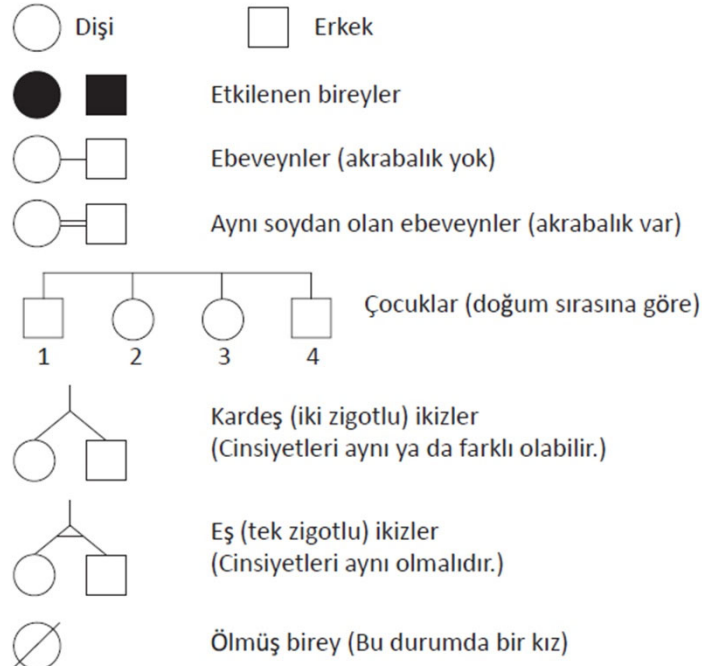 Dişi
Erkek
Etkilenen bireyler
Ebeveynler (akrabalık yok)
Aynı soydan olan ebeveynler (akrabalık var)
Çocuklar (doğum sırasına göre)
1 2 3 4
Kardeş (iki zigotlu) ikizler
(Cinsiyetleri aynı ya da farklı olabilir.)
Eş (tek zigotlu) ikizler
(Cinsiyetleri aynı olmalıdır.)
Ölmüş birey (Bu durumda bir kız)